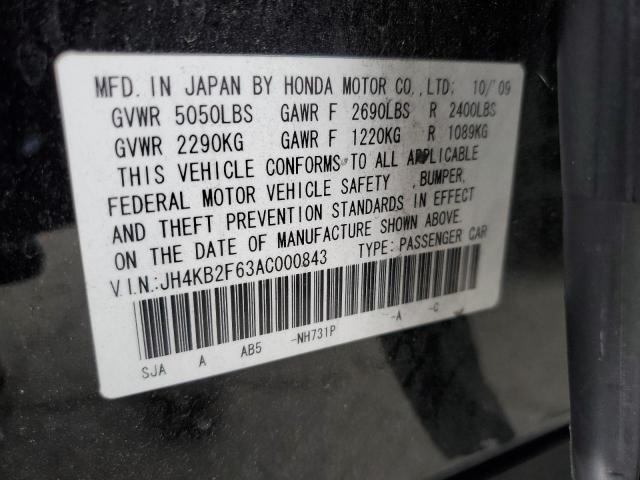 MFD. IN JAPAN BY HONDA MOTOR CO.,LTD. 10/'09
GVWR 5050LBS GAWR F 2690LBS R 2400LBS
GVWR 2290KG GAWR F 1220KG R 1089KG
THIS VEHICLE CONFORMS TO ALL APPLICABLE
FEDERAL MOTOR VEHICLE SAFETY ,BUMPER,
AND THEFT PREVENTION STANDARDS IN EFFECT
ON THE DATE OF MANUFACTURE SHOWN ABOVE.
V.I.N.:JH4KB2F63AC000843 TYPE: PASSENGER CAR
SJA A AB5 -NH731P -A -C